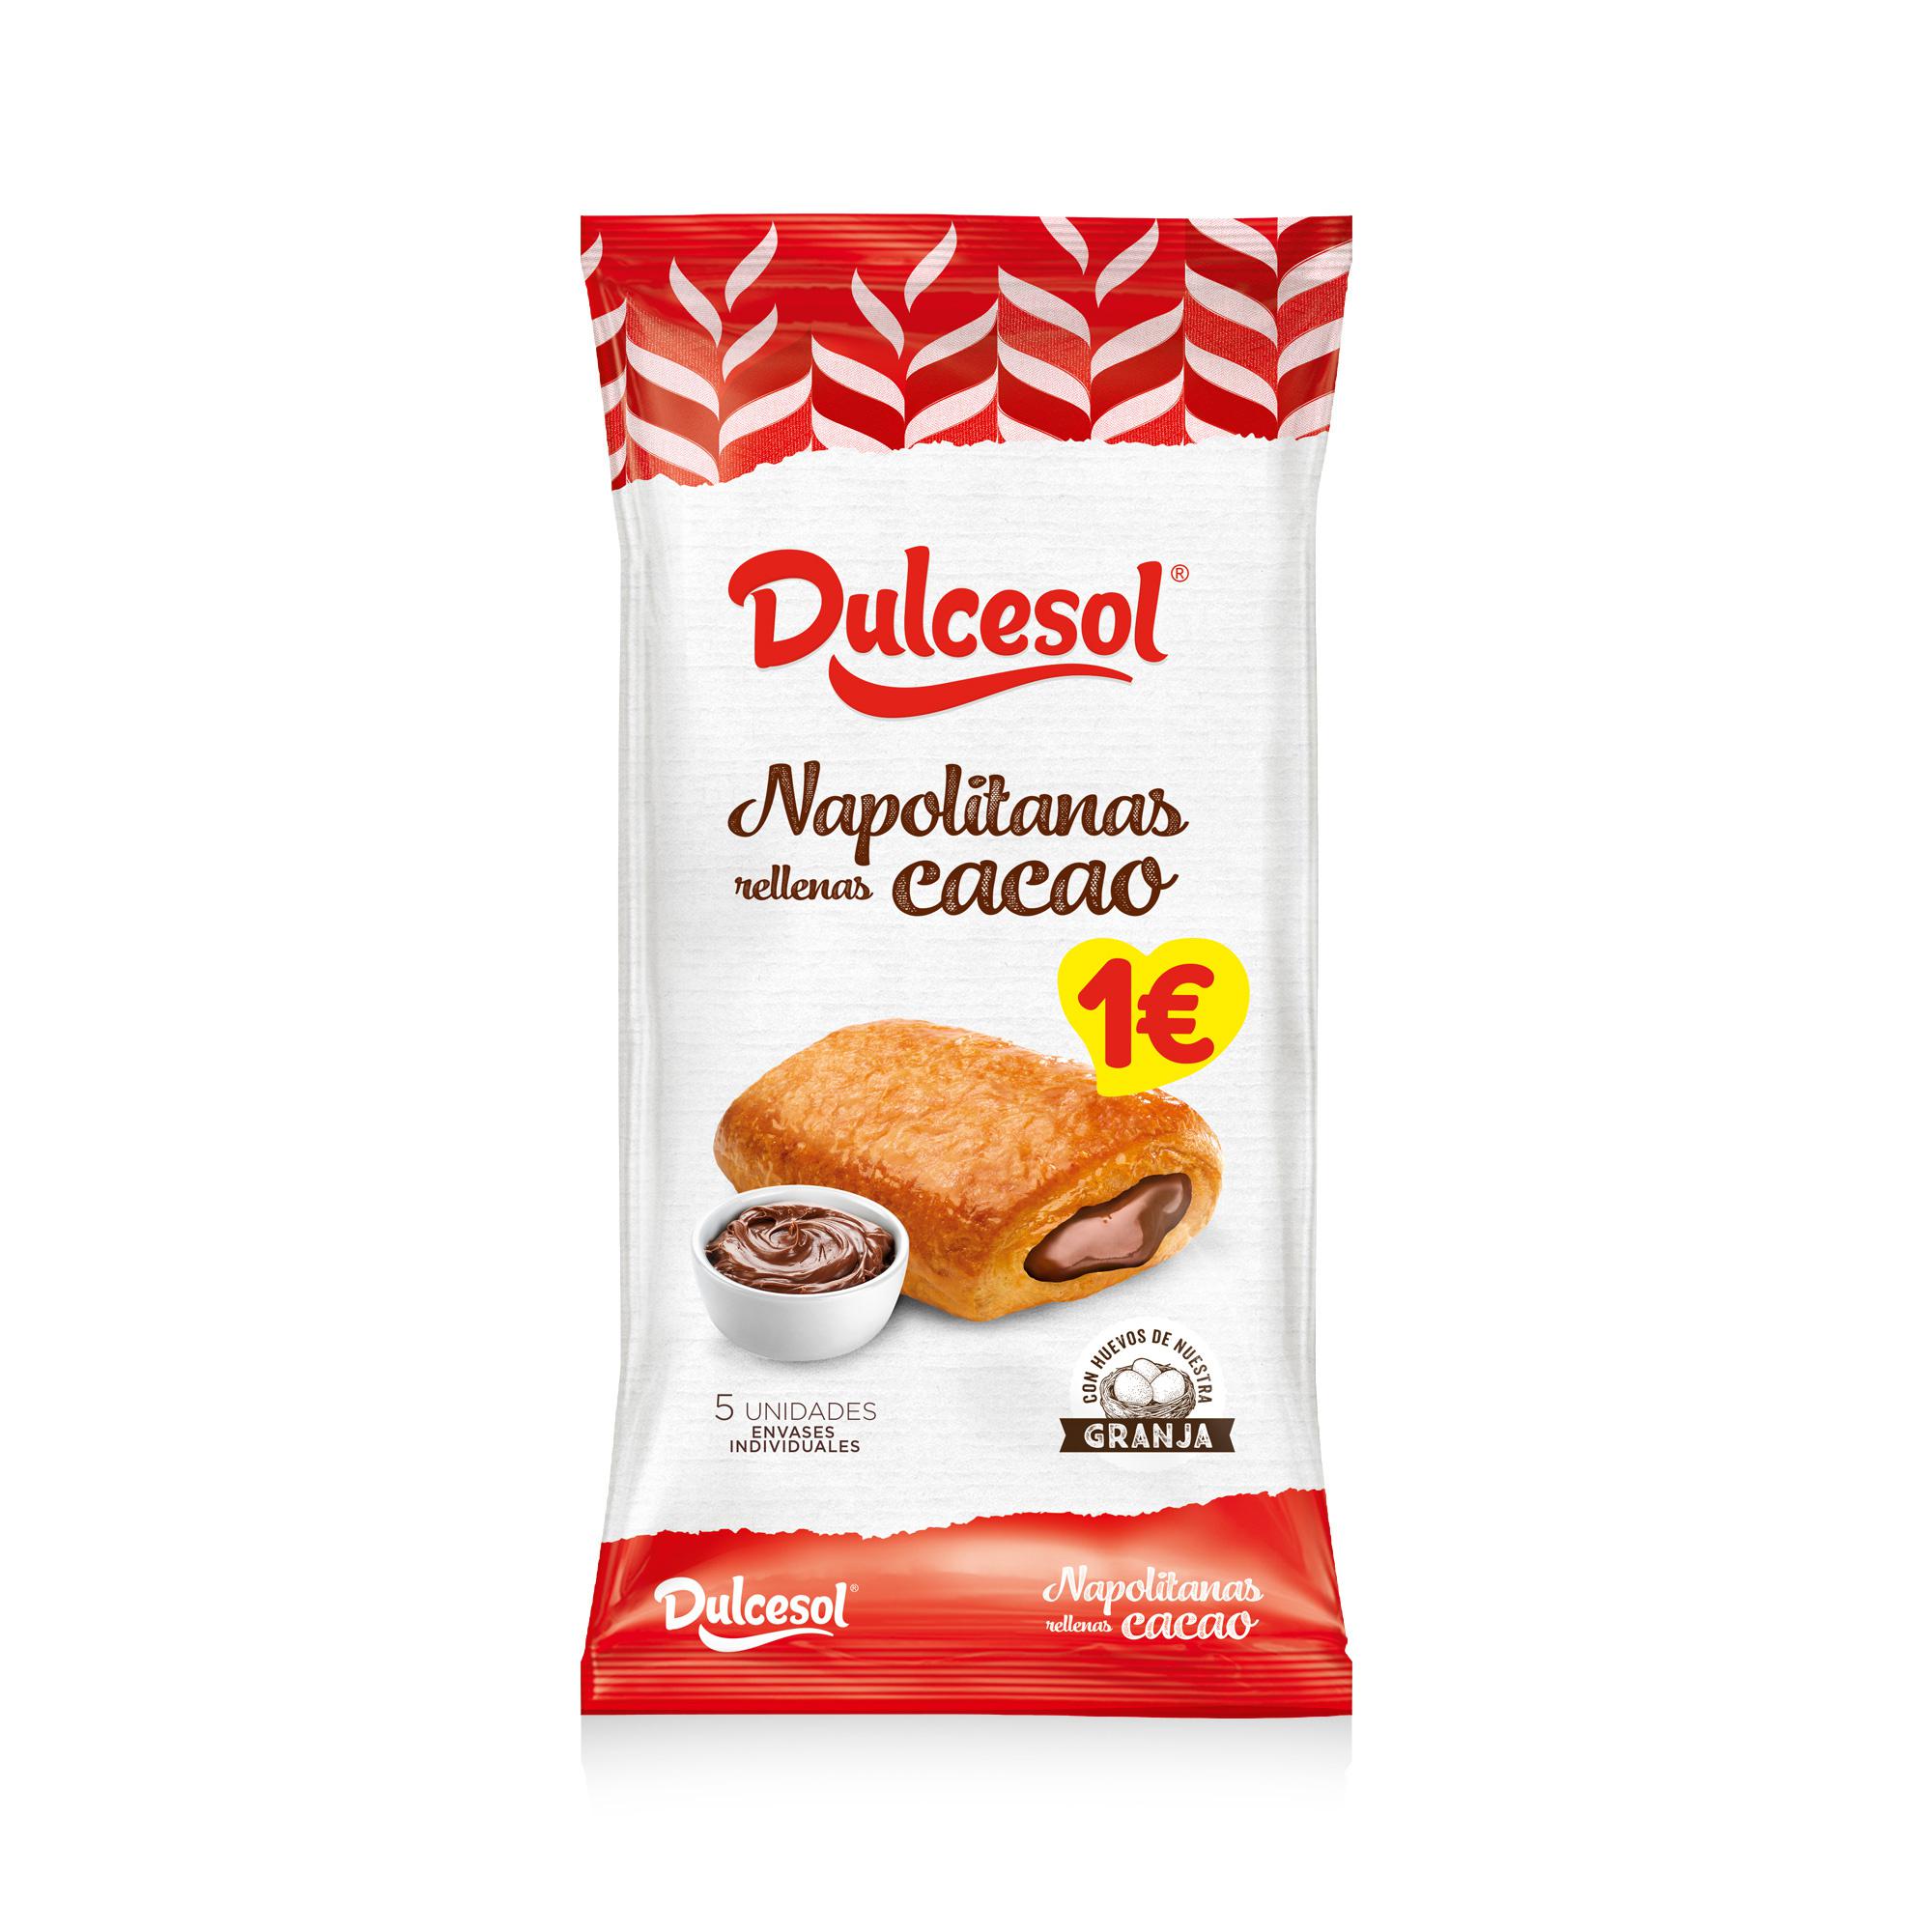 Dulcesol®
Napolitanas
rellenas cacao
1€
CON HUEVOS DE NUESTRA
GRANJA
5 UNIDADES
ENVASES
INDIVIDUALES
Dulcesol®
Napolitanas
rellenas cacao